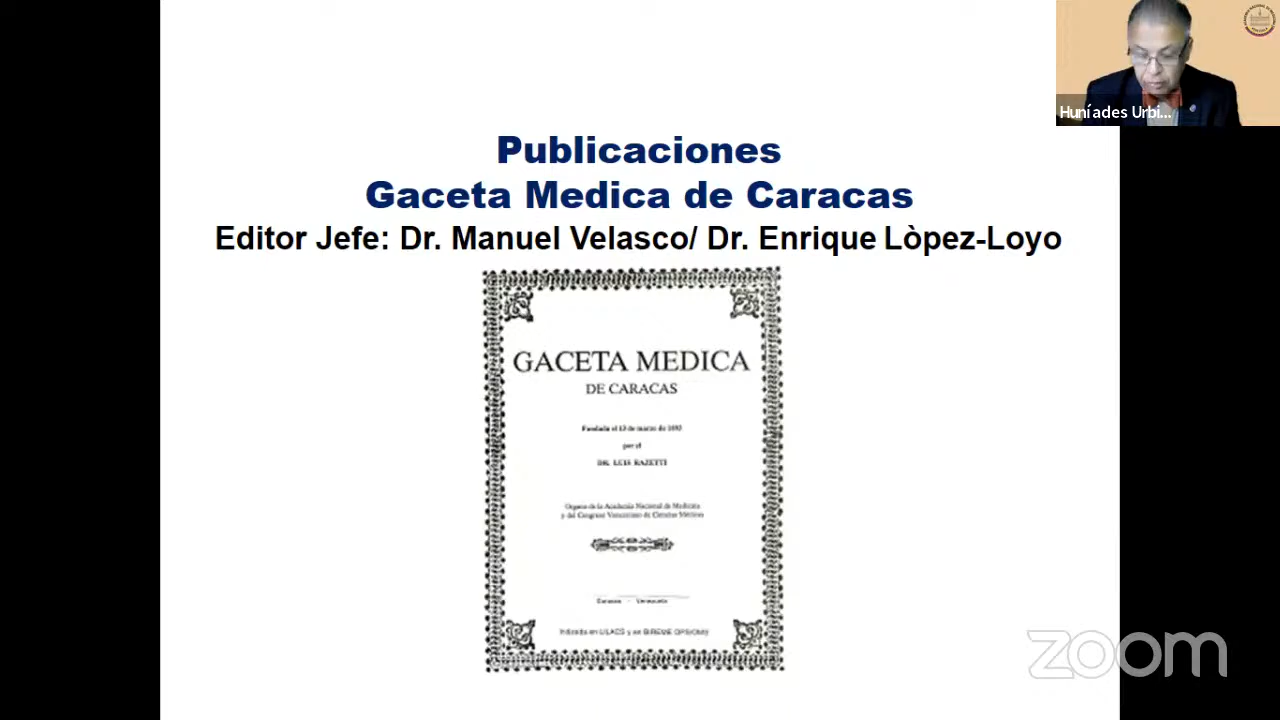 Huníades Urbi...
Publicaciones
Gaceta Medica de Caracas
Editor Jefe: Dr. Manuel Velasco/ Dr. Enrique Lòpez-Loyo
GACETA MEDICA
DE CARACAS
Fundada el 13 de marzo de 1893
por el
DR. LUIS RAZETTI
Organo de la Academia Nacional de Medicina
y del Congreso Venezolano de Ciencias Médicas
Caracas - Venezuela
Indizada en LILACS y en BIREME OPS/OMS
zoom